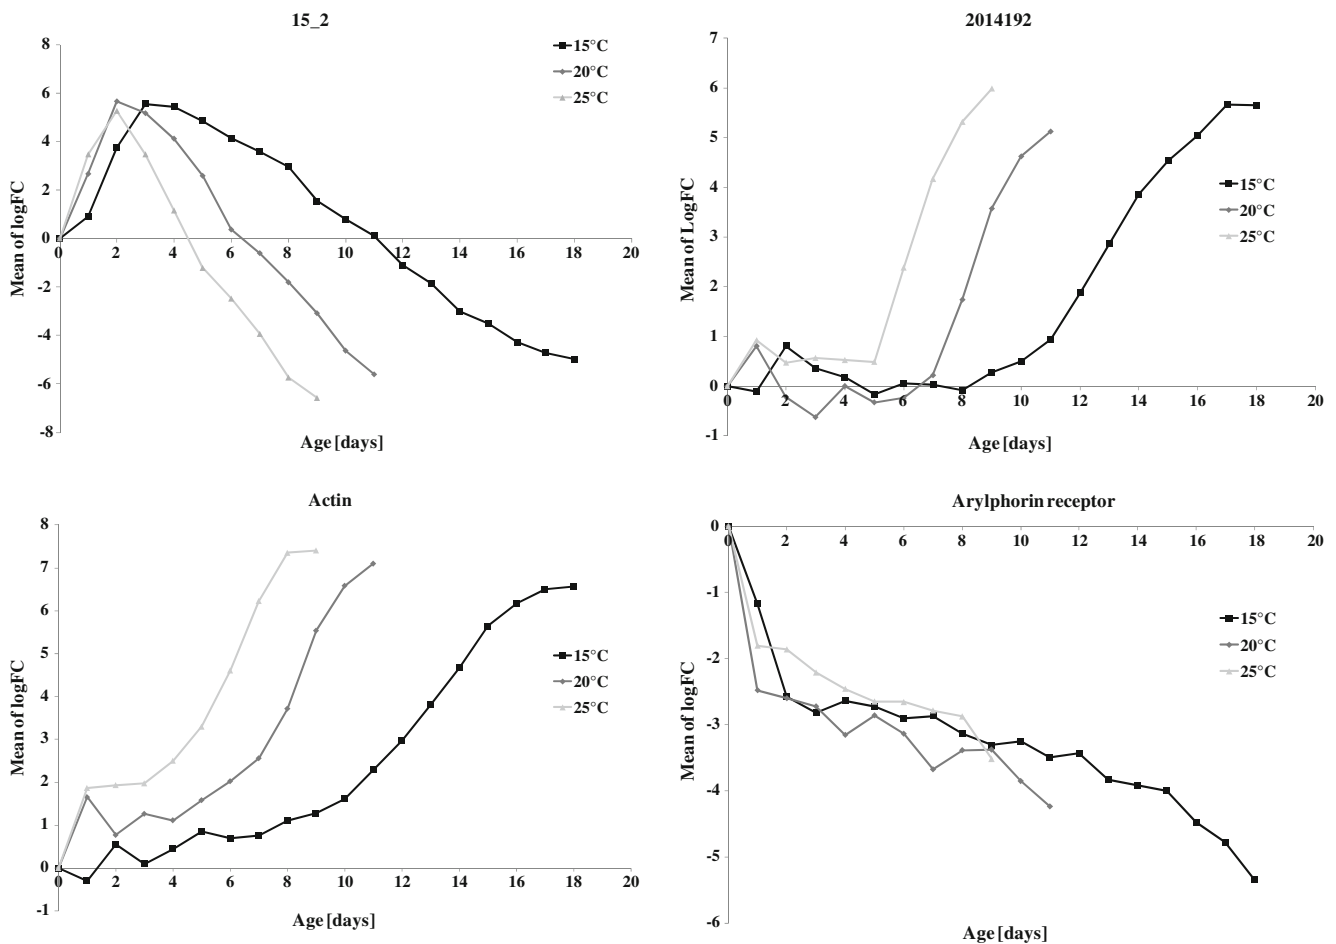 15_2
8
6
4
2
0
-2
-4
-6
-8
0 2 4 6 8 10 12 14 16 18 20
Mean of logFC
Age [days]
15°C
20°C
25°C
2014192
7
6
5
4
3
2
1
0
-1
0 2 4 6 8 10 12 14 16 18 20
Mean of LogFC
Age [days]
15°C
20°C
25°C
Actin
8
7
6
5
4
3
2
1
0
-1
0 2 4 6 8 10 12 14 16 18 20
Mean of logFC
Age [days]
15°C
20°C
25°C
Arylphorin receptor
0
-1
-2
-3
-4
-5
-6
0 2 4 6 8 10 12 14 16 18 20
Mean of logFC
Age [days]
15°C
20°C
25°C